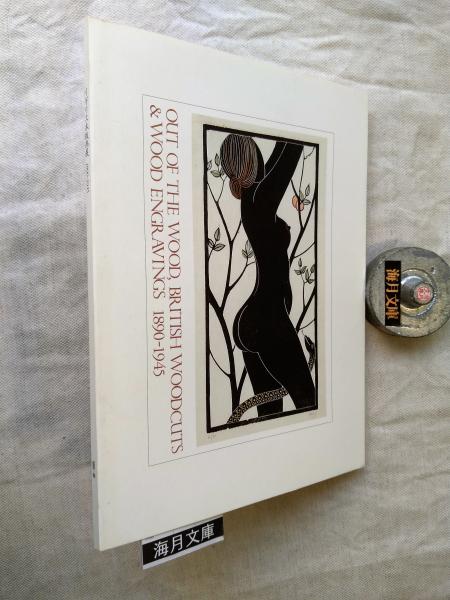 OUT OF THE WOOD, BRITISH WOODCUTS
& WOOD ENGRAVINGS 1890-1945
海月文庫
海月文庫